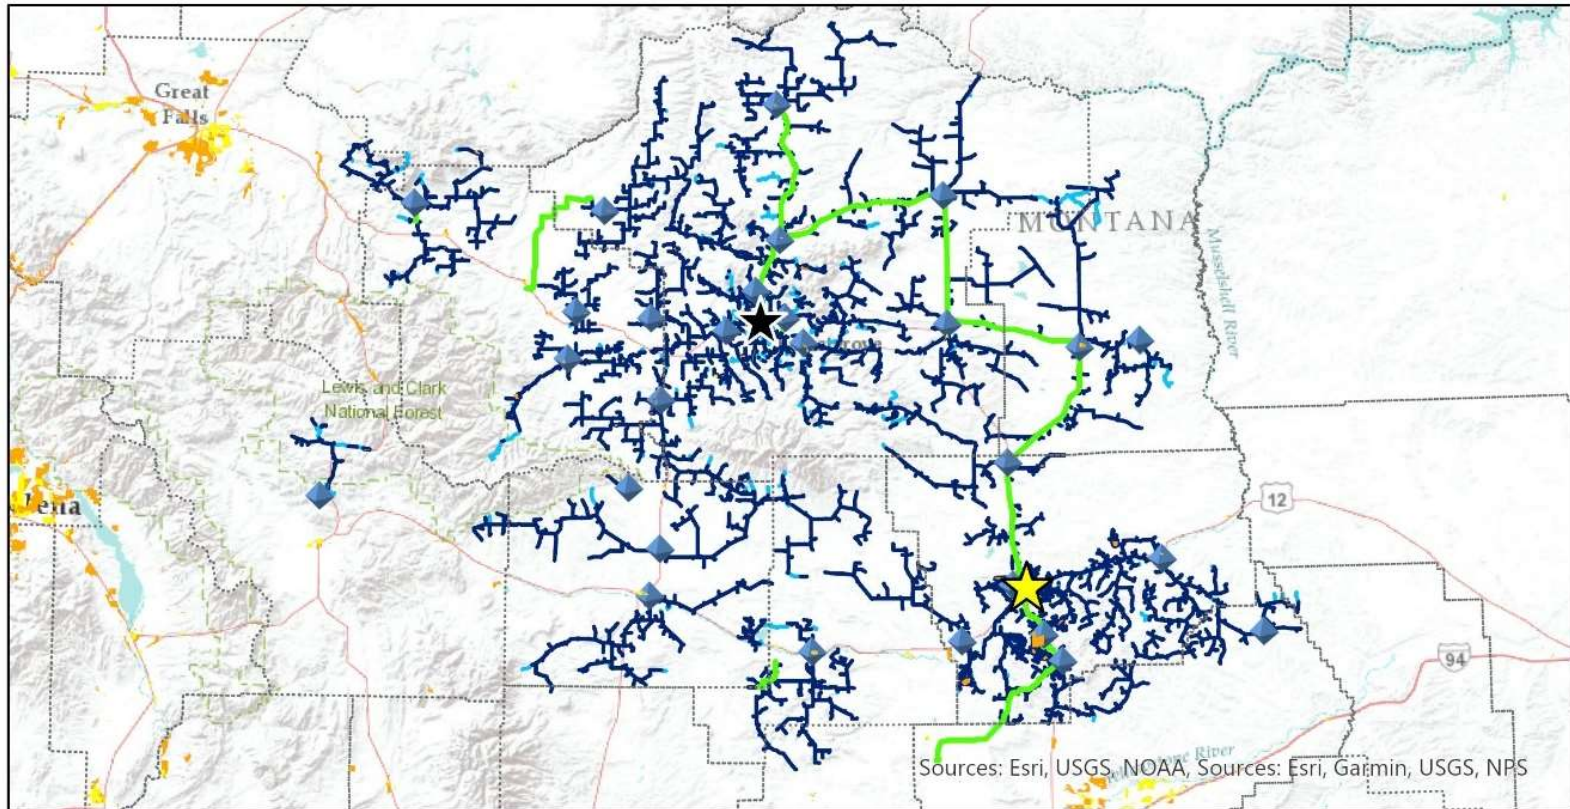 Great
Falls
MONTANA
Musselshell River
Lewis and Clark
National Forest
12
94
Sources: Esri, USGS, NOAA, Sources: Esri, Garmin, USGS, NPS